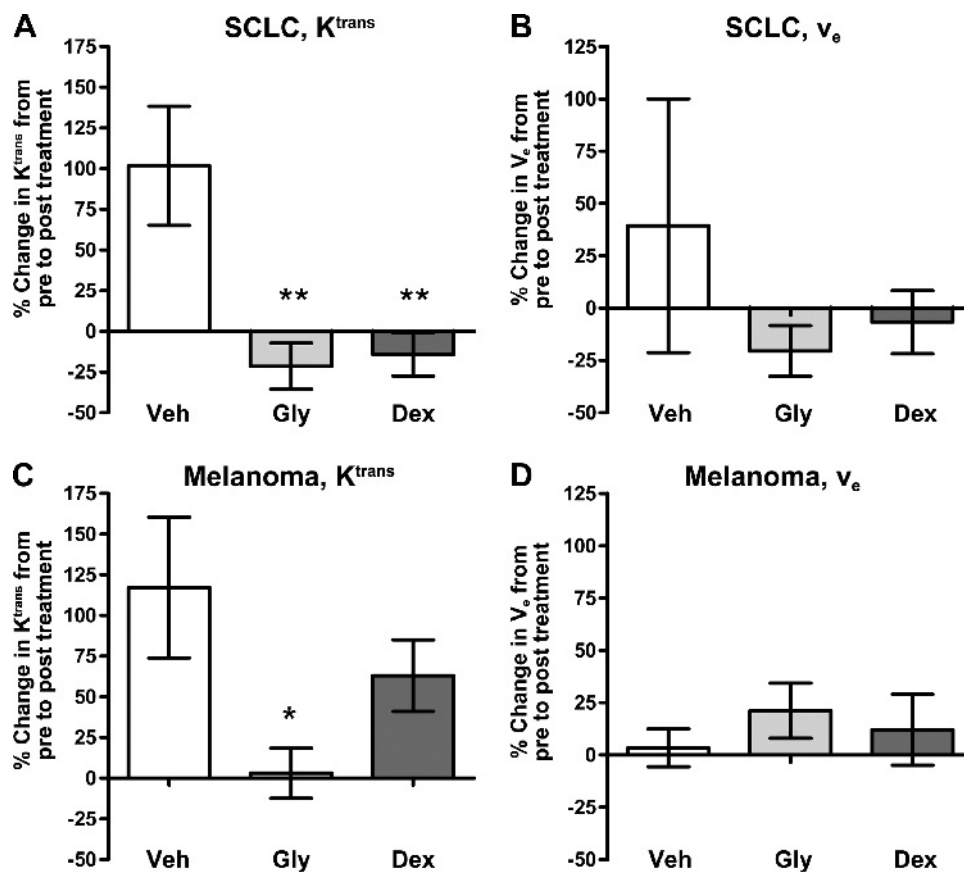 A
SCLC, Ktrans
% Change in Ktrans from
pre to post treatment
175
150
125
100
75
50
25
0
-25
-50
**
**
Veh
Gly
Dex
B
SCLC, ve
% Change in Ve from
pre to post treatment
125
100
75
50
25
0
-25
-50
Veh
Gly
Dex
C
Melanoma, Ktrans
% Change in Ktrans from
pre to post treatment
175
150
125
100
75
50
25
0
-25
-50
*
Veh
Gly
Dex
D
Melanoma, ve
% Change in Ve from
pre to post treatment
125
100
75
50
25
0
-25
-50
Veh
Gly
Dex